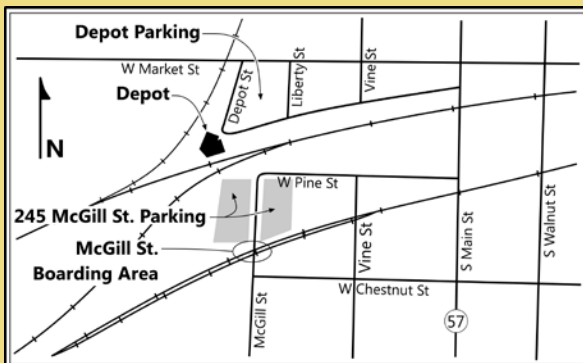 Depot Parking
W Market St
Depot St
Liberty St
Vine St
Depot
N
W Pine St
245 McGill St. Parking
McGill St.
Boarding Area
McGill St
Vine St
S Main St
S Walnut St
W Chestnut St
57